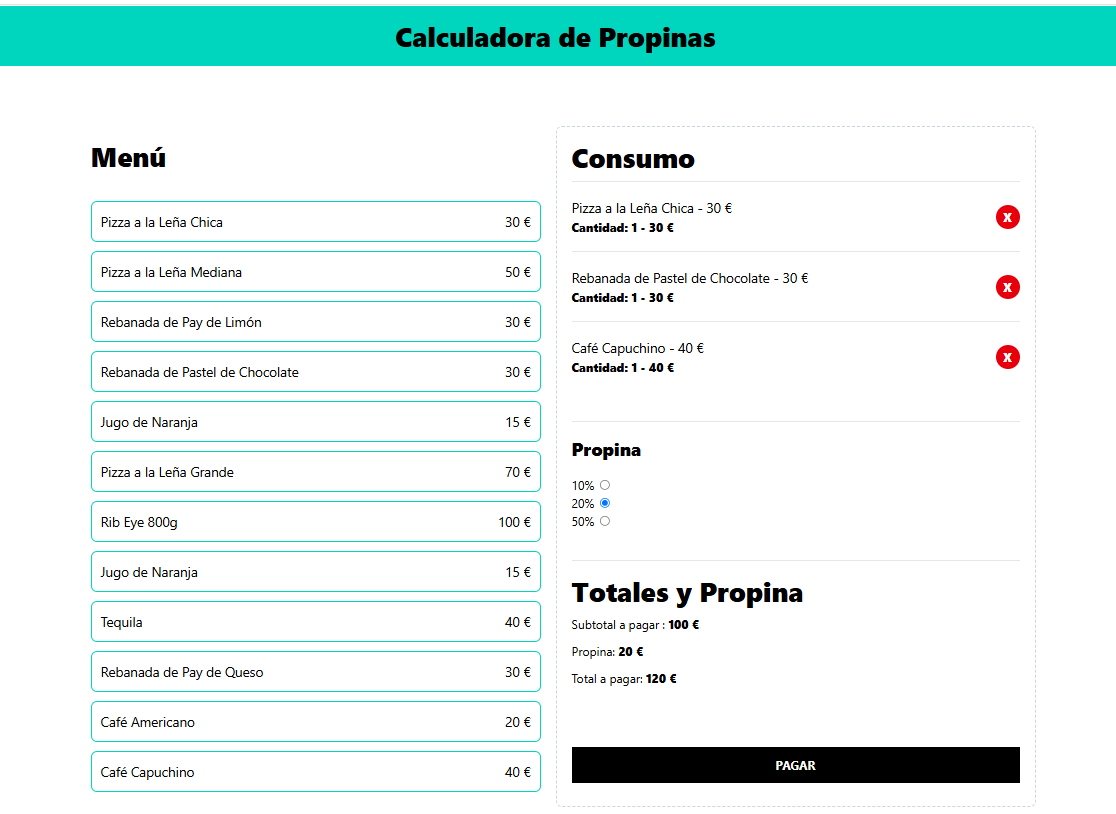 Calculadora de Propinas
Menú
Pizza a la Leña Chica 30 €
Pizza a la Leña Mediana 50 €
Rebanada de Pay de Limón 30 €
Rebanada de Pastel de Chocolate 30 €
Jugo de Naranja 15 €
Pizza a la Leña Grande 70 €
Rib Eye 800g 100 €
Jugo de Naranja 15 €
Tequila 40 €
Rebanada de Pay de Queso 30 €
Café Americano 20 €
Café Capuchino 40 €
Consumo
Pizza a la Leña Chica - 30 €
Cantidad: 1 - 30 €
X
Rebanada de Pastel de Chocolate - 30 €
Cantidad: 1 - 30 €
X
Café Capuchino - 40 €
Cantidad: 1 - 40 €
X
Propina
10%
20%
50%
Totales y Propina
Subtotal a pagar : 100 €
Propina: 20 €
Total a pagar: 120 €
PAGAR